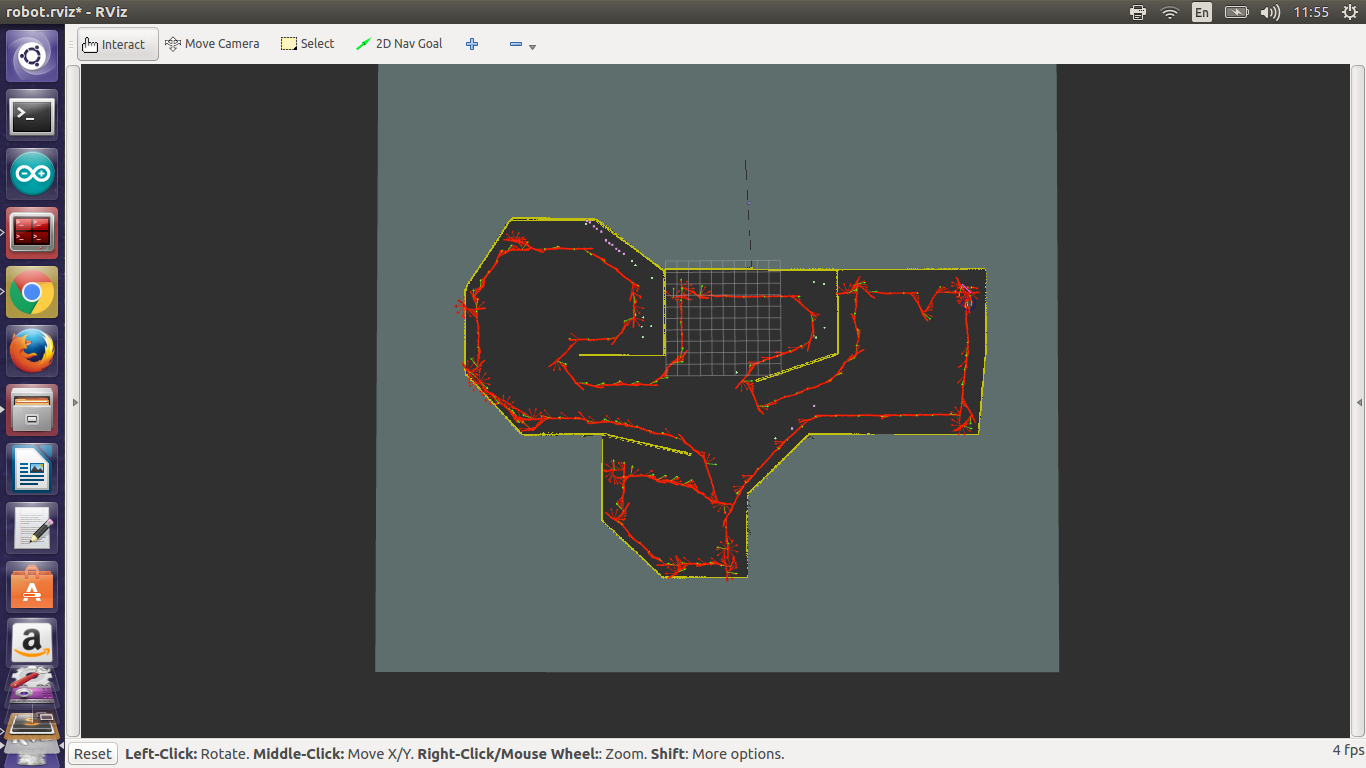 robot.rviz* - RViz
En
11:55
Interact
Move Camera
Select
2D Nav Goal
Reset
Left-Click: Rotate. Middle-Click: Move X/Y. Right-Click/Mouse Wheel:: Zoom. Shift: More options.
4 fps